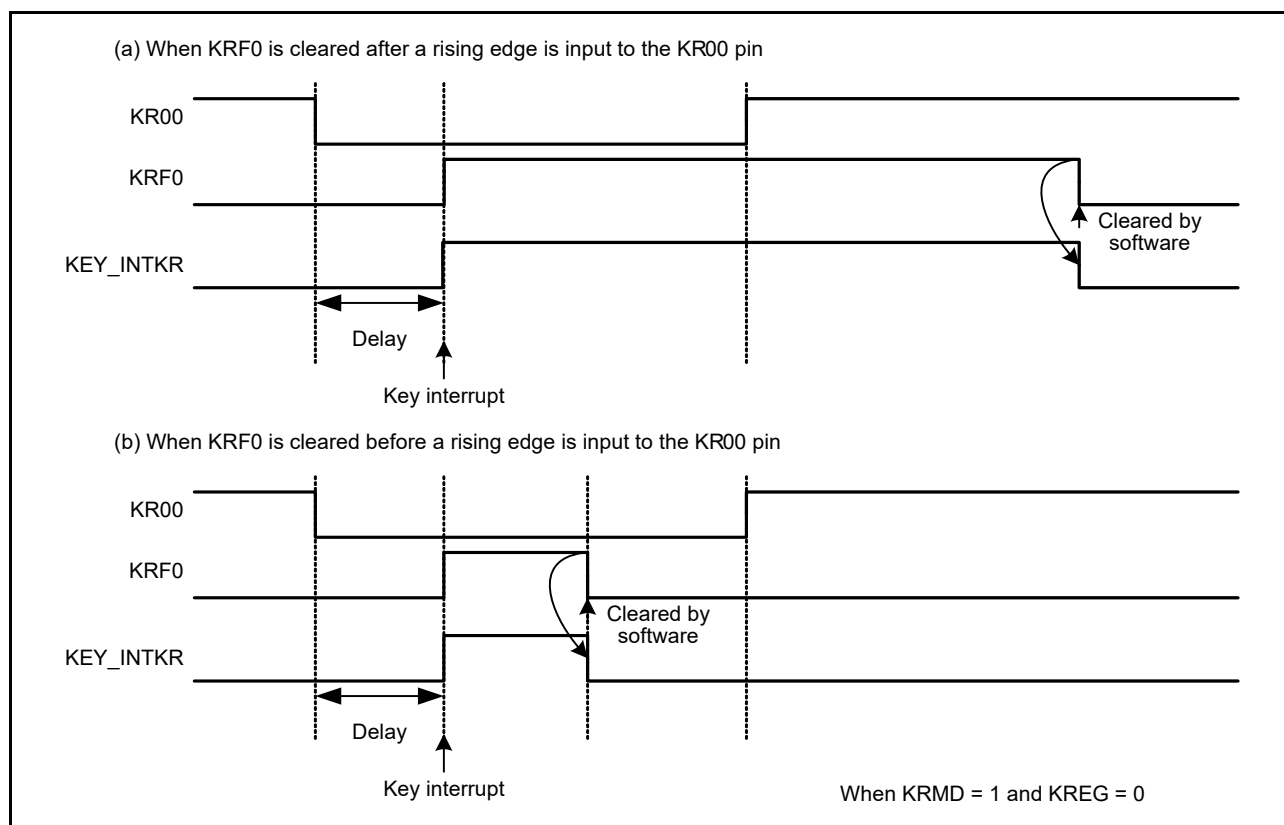 (a) When KRF0 is cleared after a rising edge is input to the KR00 pin
KR00
KRF0
Cleared by
software
KEY_INTKR
Delay
Key interrupt
(b) When KRF0 is cleared before a rising edge is input to the KR00 pin
KR00
KRF0
Cleared by
software
KEY_INTKR
Delay
Key interrupt
When KRMD = 1 and KREG = 0